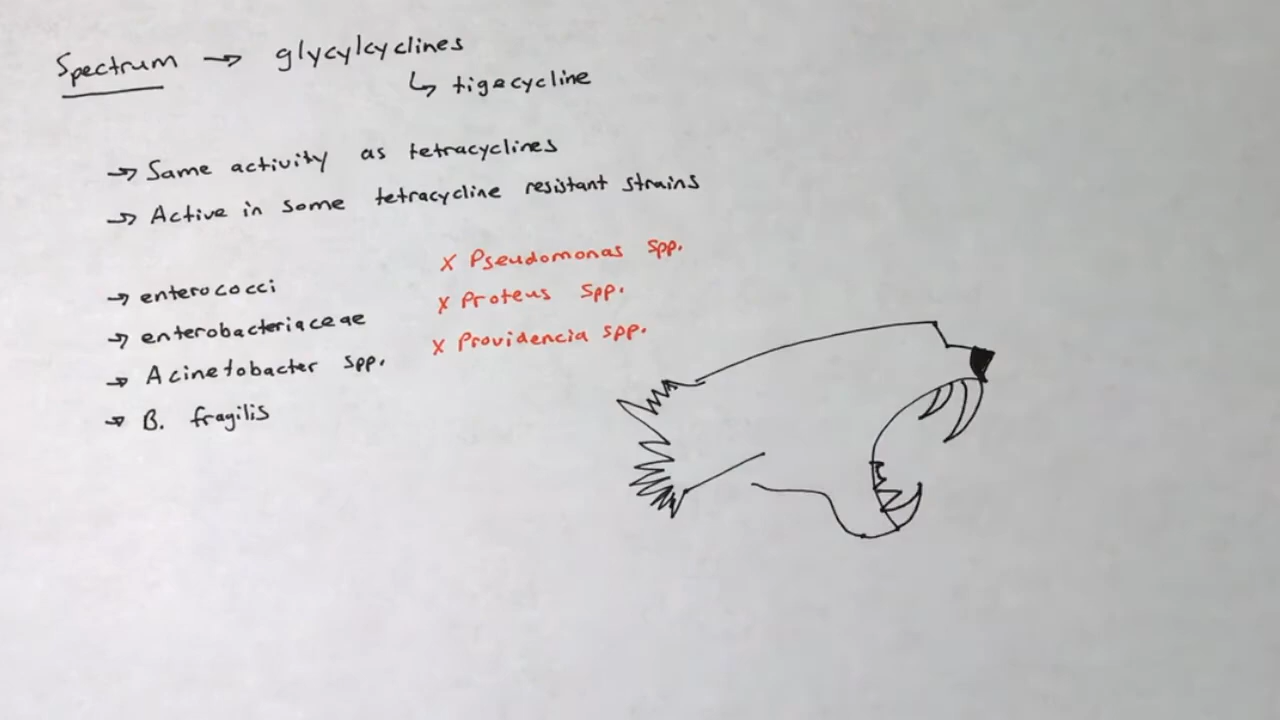 Spectrum → glycylcyclines
↳ tigecycline
→ Same activity as tetracyclines
→ Active in some tetracycline resistant strains
→ enterococci
→ enterobacteriaceae
→ Acinetobacter spp.
→ B. fragilis
x Pseudomonas spp.
x Proteus spp.
x Providencia spp.